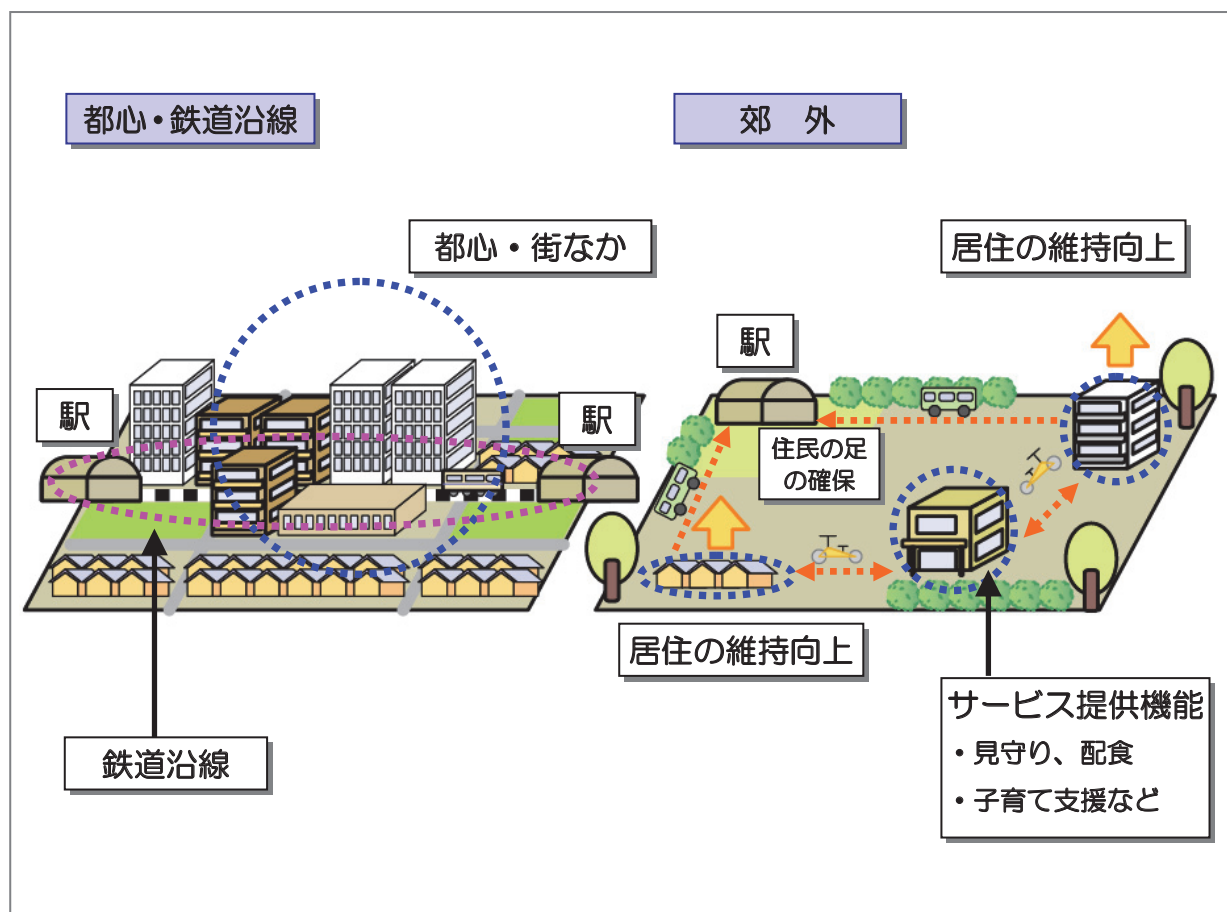 都心・鉄道沿線
郊　外
都心・街なか
居住の維持向上
駅
駅
駅
住民の足
の確保
居住の維持向上
サービス提供機能
・見守り、配食
・子育て支援など
鉄道沿線